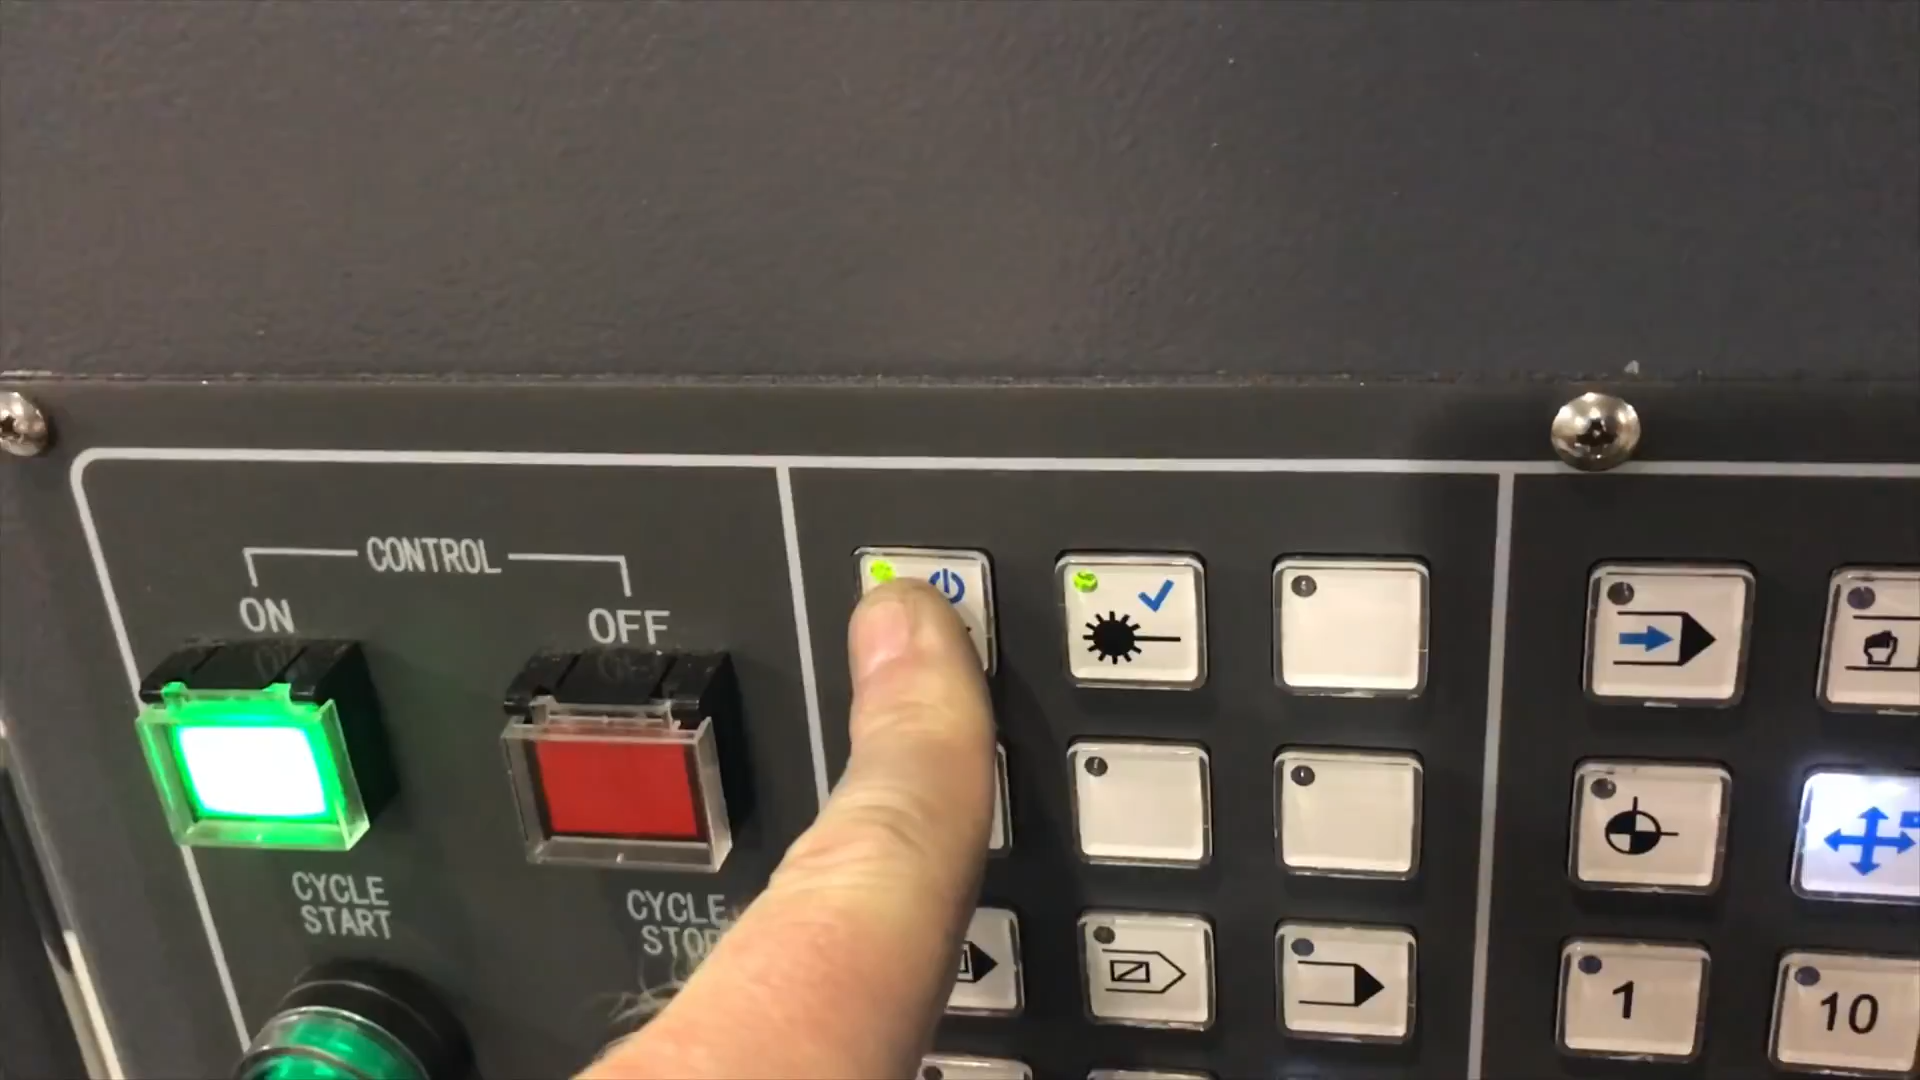 CONTROL
ON
OFF
CYCLE
START
CYCLE
STOP
1
10